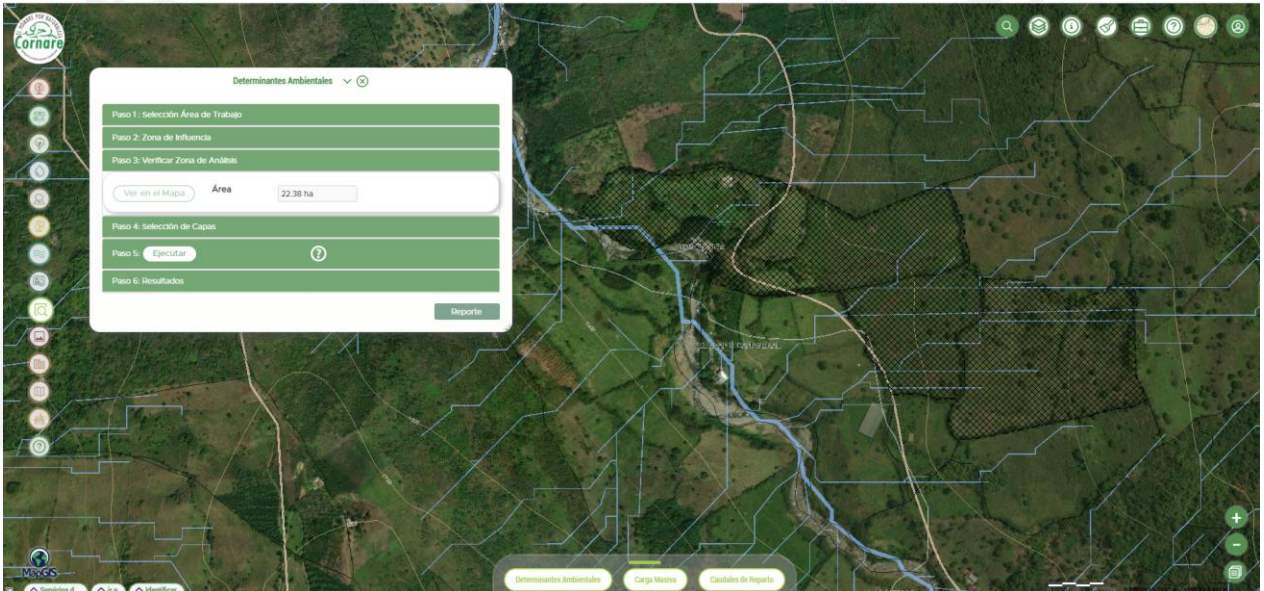 Cornare
Determinantes Ambientales
Paso 1 : Selección Área de Trabajo
Paso 2: Zona de Influencia
Paso 3: Verificar Zona de Análisis
Ver en el Mapa Área 22.38 ha
Paso 4: Selección de Capas
Paso 5: Ejecutar ?
Paso 6: Resultados
Reporte
MapGIS
Determinantes Ambientales Carga Masiva Caudales de Reparto
Identificar